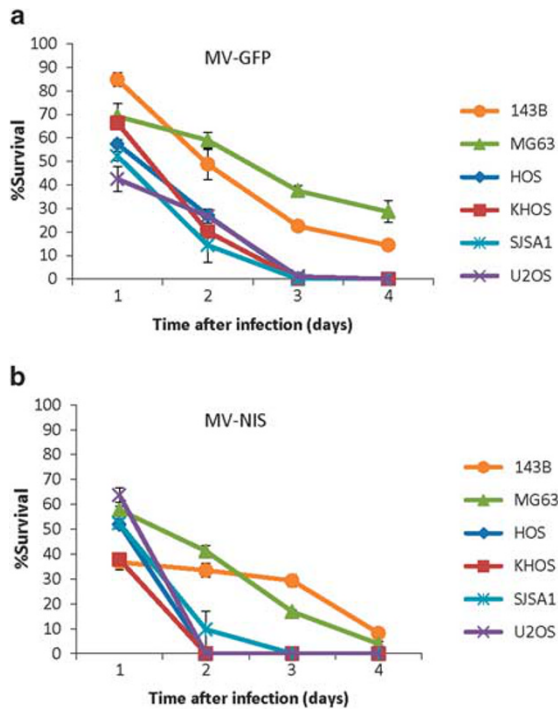 a
MV-GFP
%Survival
100
90
80
70
60
50
40
30
20
10
0
1 2 3 4
Time after infection (days)
143B
MG63
HOS
KHOS
SJSA1
U2OS
b
MV-NIS
%Survival
100
90
80
70
60
50
40
30
20
10
0
1 2 3 4
Time after infection (days)
143B
MG63
HOS
KHOS
SJSA1
U2OS